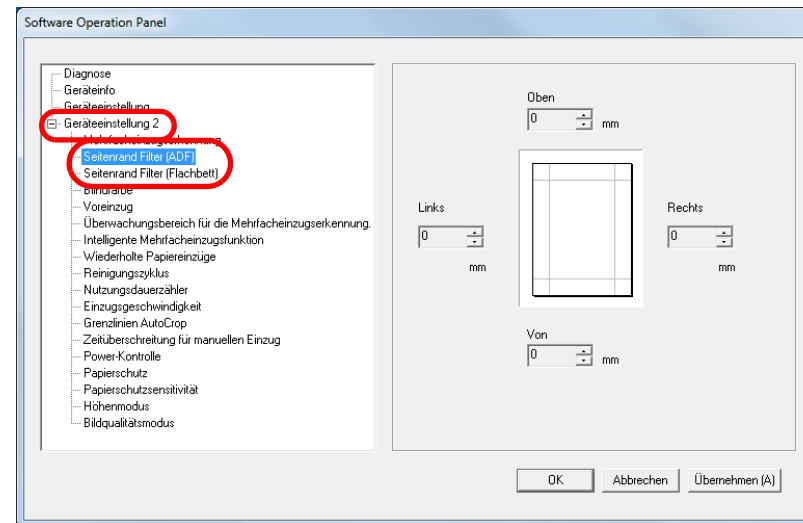 Software Operation Panel
Diagnose
Geräteinfo
Geräteeinstellung
Geräteeinstellung 2
Mehrfacheinzugserkennung
Seitenrand Filter (ADF)
Seitenrand Filter (Flachbett)
Blindfarbe
Voreinzug
Überwachungsbereich für die Mehrfacheinzugserkennung.
Intelligente Mehrfacheinzugsfunktion
Wiederholte Papiereinzüge
Reinigungszyklus
Nutzungsdauerzähler
Einzugsgeschwindigkeit
Grenzlinien AutoCrop
Zeitüberschreitung für manuellen Einzug
Power-Kontrolle
Papierschutz
Papierschutzsensitivität
Höhenmodus
Bildqualitätsmodus
Oben
0 mm
Links
0
mm
Rechts
0
mm
Von
0 mm
OK Abbrechen Übernehmen (A)